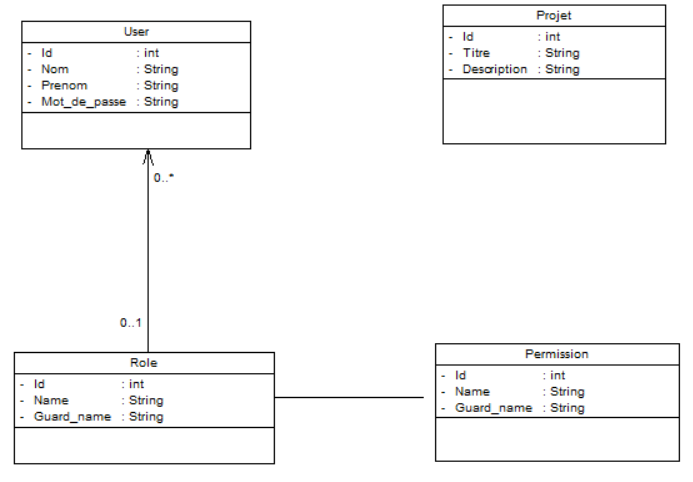 User
- Id : int
- Nom : String
- Prenom : String
- Mot_de_passe : String
Projet
- Id : int
- Titre : String
- Description : String
0..*
0..1
Role
- Id : int
- Name : String
- Guard_name : String
Permission
- Id : int
- Name : String
- Guard_name : String